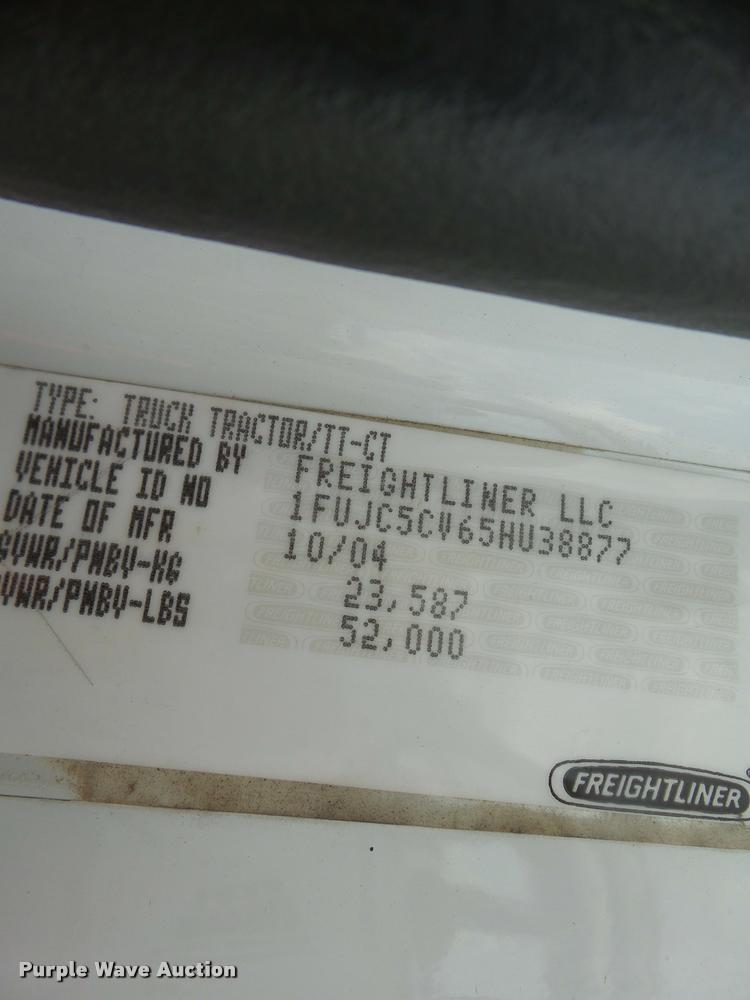 TYPE: TRUCK TRACTOR/TT-CT
MANUFACTURED BY FREIGHTLINER LLC
VEHICLE ID NO 1FUJC5CV65HU38877
DATE OF MFR 10/04
GVWR/PNBV-KG 23,587
GVWR/PNBV-LBS 52,000
FREIGHTLINER
Purple Wave Auction